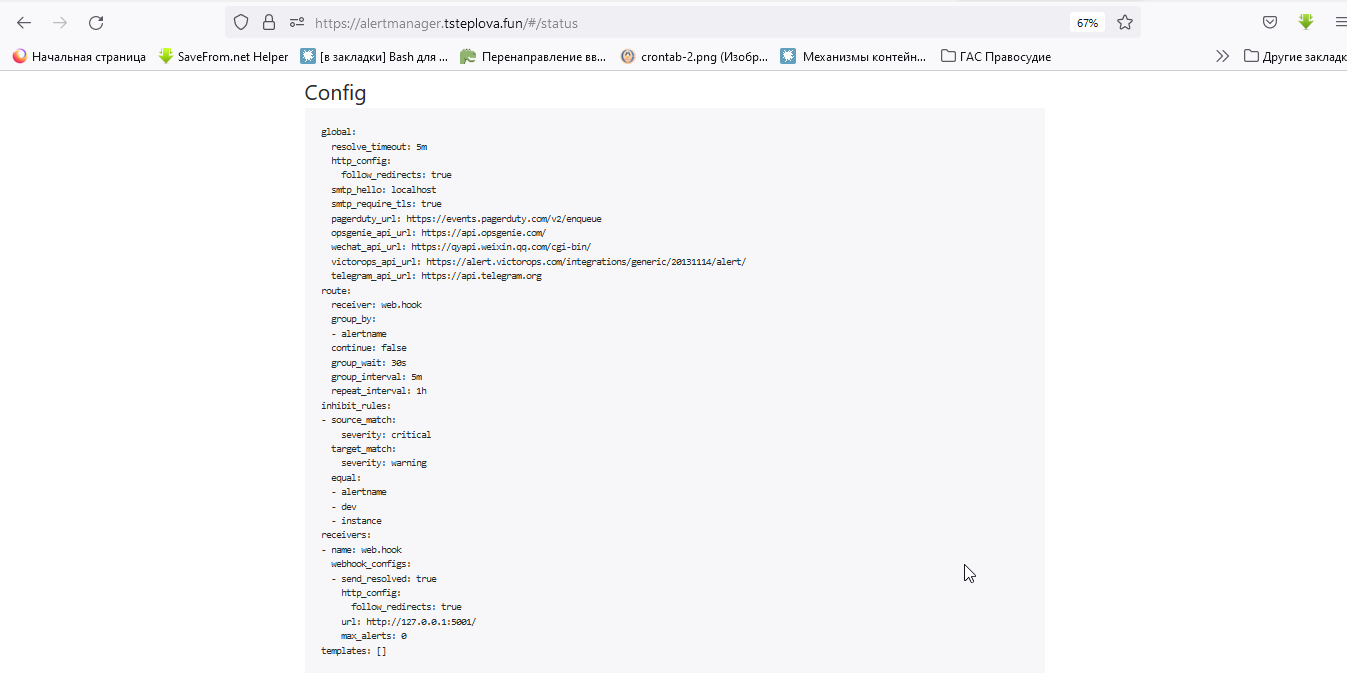 https://alertmanager.tsteplova.fun/#/status
67%
Начальная страница
SaveFrom.net Helper
[в закладки] Bash для ...
Перенаправление вв...
crontab-2.png (Изобр...
Механизмы контейн...
ГАС Правосудие
Другие закладк
Config
global:
  resolve_timeout: 5m
  http_config:
    follow_redirects: true
  smtp_hello: localhost
  smtp_require_tls: true
  pagerduty_url: https://events.pagerduty.com/v2/enqueue
  opsgenie_api_url: https://api.opsgenie.com/
  wechat_api_url: https://qyapi.weixin.qq.com/cgi-bin/
  victorops_api_url: https://alert.victorops.com/integrations/generic/20131114/alert/
  telegram_api_url: https://api.telegram.org
route:
  receiver: web.hook
  group_by:
  - alertname
  continue: false
  group_wait: 30s
  group_interval: 5m
  repeat_interval: 1h
inhibit_rules:
- source_match:
    severity: critical
  target_match:
    severity: warning
  equal:
  - alertname
  - dev
  - instance
receivers:
- name: web.hook
  webhook_configs:
  - send_resolved: true
    http_config:
      follow_redirects: true
    url: http://127.0.0.1:5001/
    max_alerts: 0
templates: []